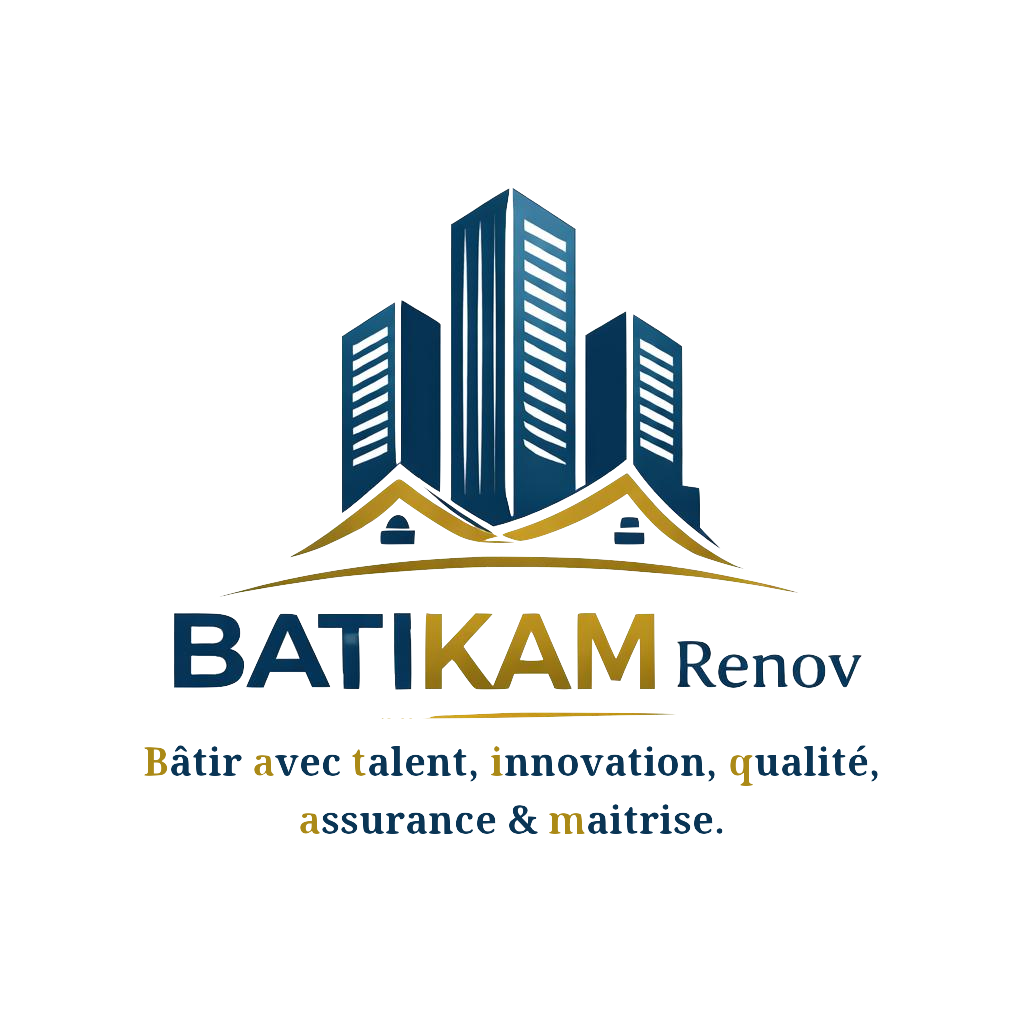 BATIKAM Renov
Bâtir avec talent, innovation, qualité,
assurance & maitrise.